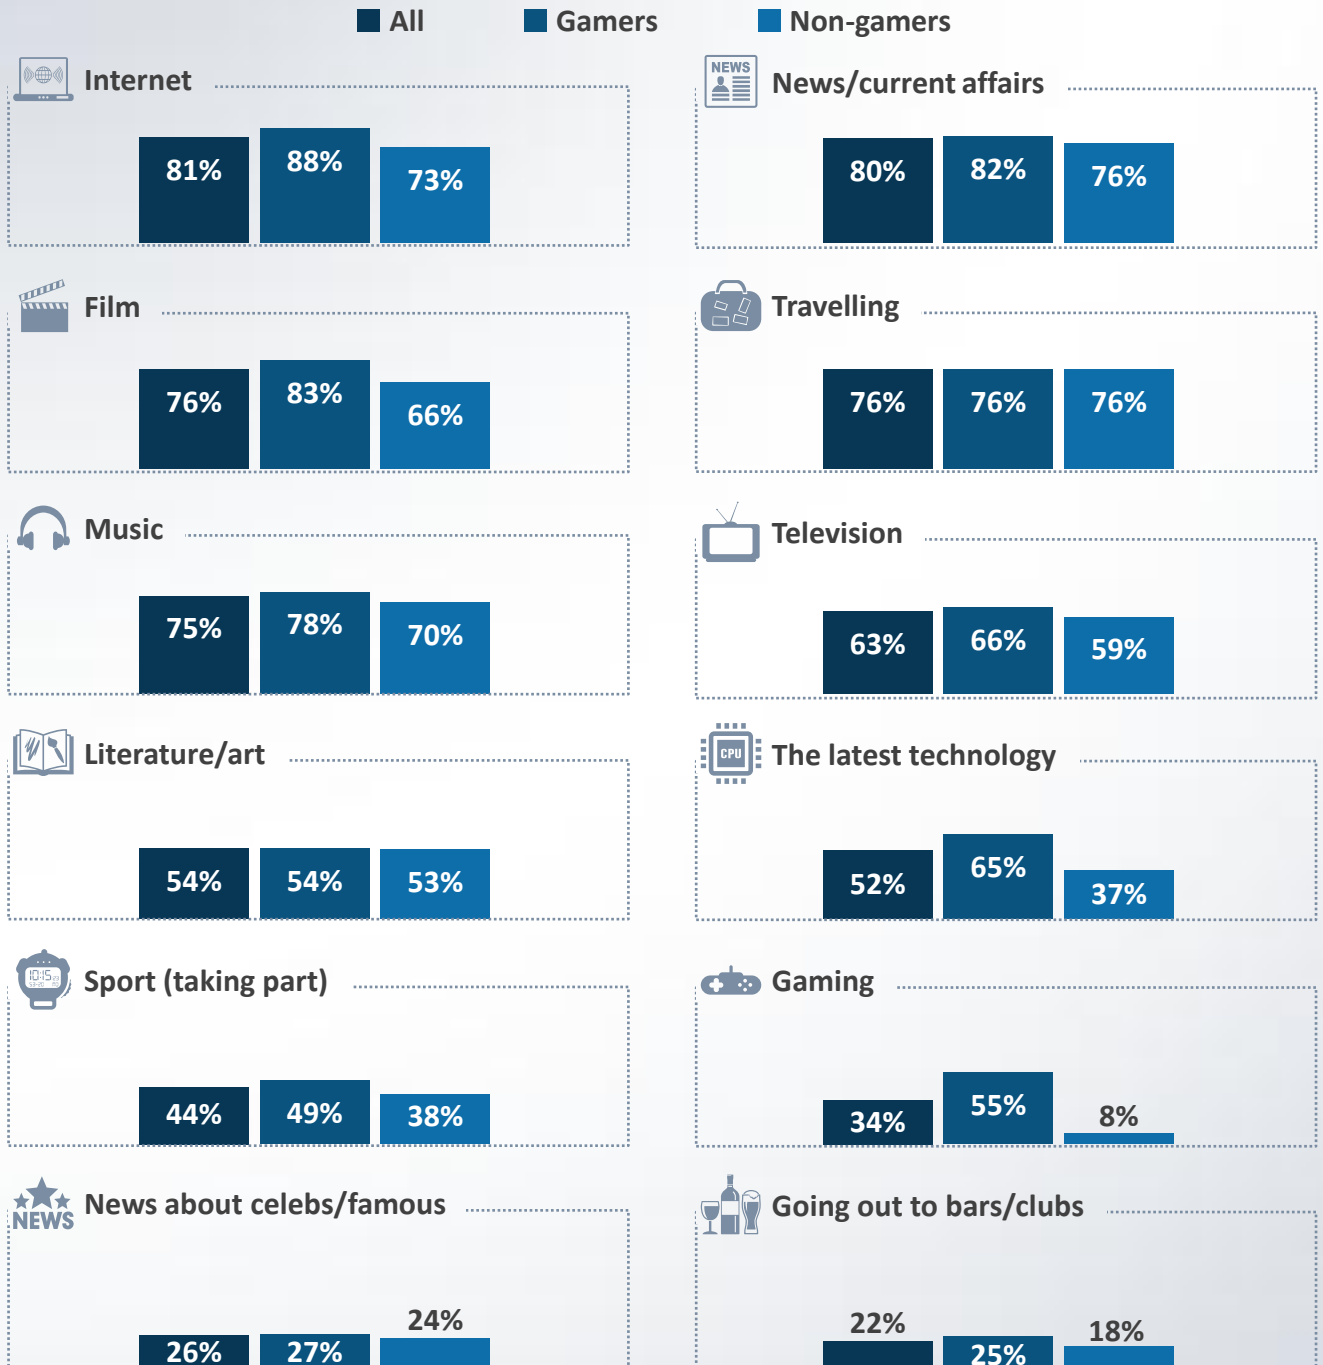 All Gamers Non-gamers
Internet
81% 88% 73%
NEWS
News/current affairs
80% 82% 76%
Film
76% 83% 66%
Travelling
76% 76% 76%
Music
75% 78% 70%
Television
63% 66% 59%
Literature/art
54% 54% 53%
CPU
The latest technology
52% 65% 37%
10:15
Sport (taking part)
44% 49% 38%
Gaming
34% 55% 8%
NEWS
News about celebs/famous
26% 27% 24%
Going out to bars/clubs
22% 25% 18%